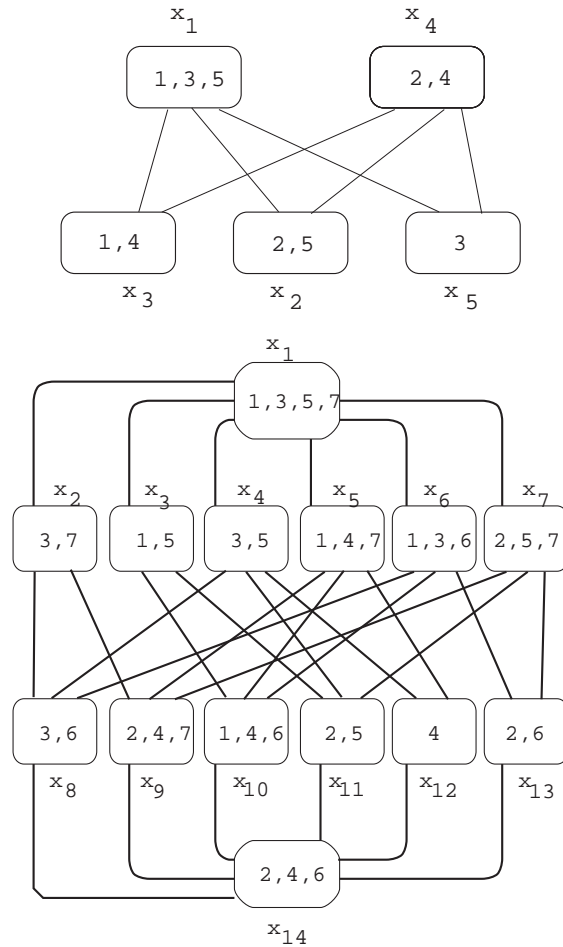 x1 x4
1,3,5 2,4
1,4 2,5 3
x3 x2 x5
x1
1,3,5,7
x2 x3 x4 x5 x6 x7
3,7 1,5 3,5 1,4,7 1,3,6 2,5,7
3,6 2,4,7 1,4,6 2,5 4 2,6
x8 x9 x10 x11 x12 x13
2,4,6
x14